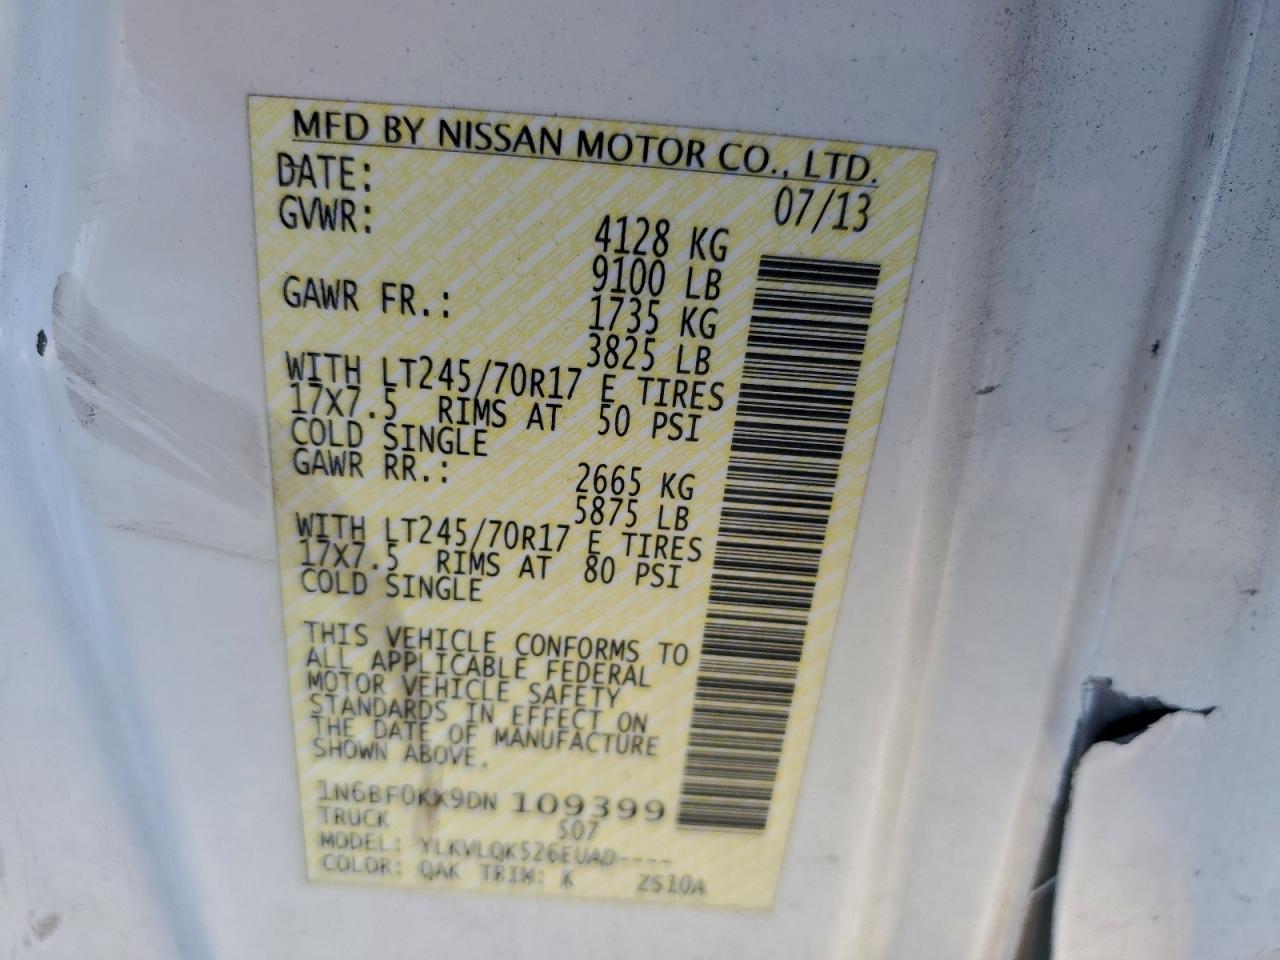 MFD BY NISSAN MOTOR CO., LTD.
DATE: 07/13
GVWR: 4128 KG
9100 LB
GAWR FR.: 1735 KG
3825 LB
WITH LT245/70R17 E TIRES
17X7.5 RIMS AT 50 PSI
COLD SINGLE
GAWR RR.: 2665 KG
5875 LB
WITH LT245/70R17 E TIRES
17X7.5 RIMS AT 80 PSI
COLD SINGLE
THIS VEHICLE CONFORMS TO
ALL APPLICABLE FEDERAL
MOTOR VEHICLE SAFETY
STANDARDS IN EFFECT ON
THE DATE OF MANUFACTURE
SHOWN ABOVE.
1N6BF0KX9DN 109399
TRUCK 507
MODEL: YLKVLQK526EUAD----
COLOR: QAK TRIM: K ZS10A